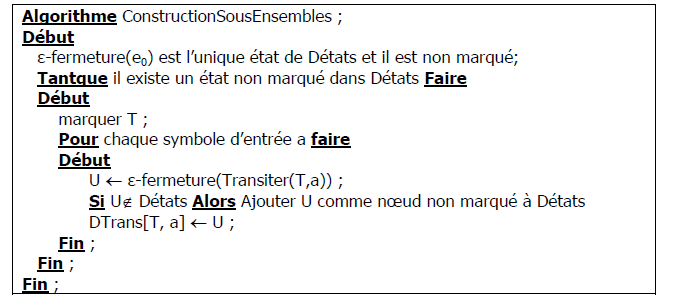 Algorithme ConstructionSousEnsembles ;
Début
ε-fermeture(e0) est l’unique état de Détats et il est non marqué;
Tantque il existe un état non marqué dans Détats Faire
Début
marquer T ;
Pour chaque symbole d’entrée a faire
Début
U ← ε-fermeture(Transiter(T,a)) ;
Si U∉ Détats Alors Ajouter U comme nœud non marqué à Détats
DTrans[T, a] ← U ;
Fin ;
Fin ;
Fin ;